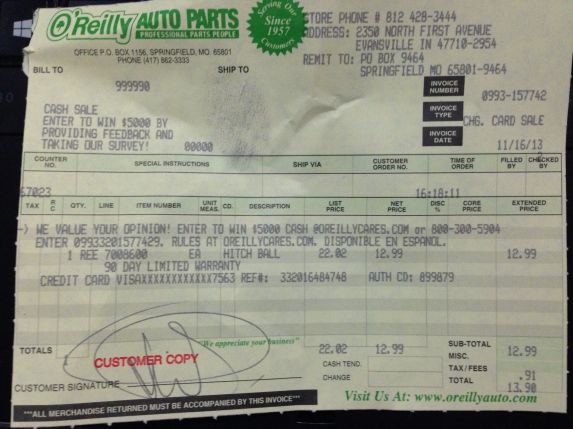 O'Reilly AUTO PARTS
PROFESSIONAL PARTS PEOPLE
Serving Our Customers Since 1957
OFFICE P.O. BOX 1156, SPRINGFIELD, MO. 65801
PHONE (417) 862-3333
STORE PHONE # 812 428-3444
ADDRESS: 2350 NORTH FIRST AVENUE
EVANSVILLE IN 47710-2954
REMIT TO: PO BOX 9464
SPRINGFIELD MO 65801-9464
BILL TO
SHIP TO
999990
INVOICE NUMBER 0993-157742
CASH SALE
ENTER TO WIN $5000 BY
PROVIDING FEEDBACK AND
TAKING OUR SURVEY! 00000
INVOICE TYPE CHG. CARD SALE
INVOICE DATE 11/16/13
COUNTER NO. SPECIAL INSTRUCTIONS SHIP VIA CUSTOMER ORDER NO. TIME OF ORDER FILLED BY CHECKED BY
67023 16:18:11
TAX R C QTY. LINE ITEM NUMBER UNIT MEAS. CD. DESCRIPTION LIST PRICE NET PRICE DISC % CORE PRICE EXTENDED PRICE
-> WE VALUE YOUR OPINION! ENTER TO WIN $5000 CASH @OREILLYCARES.COM or 800-300-5904
ENTER 09933201577429. RULES AT OREILLYCARES.COM. DISPONIBLE EN ESPANOL.
1 REE 7008600 EA HITCH BALL 22.02 12.99 12.99
90 DAY LIMITED WARRANTY
CREDIT CARD VISAXXXXXXXXXXXX7563 REF#: 332016484748 AUTH CD: 899879
"We appreciate your business"
TOTALS 22.02 12.99 SUB-TOTAL 12.99
CUSTOMER COPY
CASH TEND. MISC.
CHANGE TAX/FEES .91
TOTAL 13.90
CUSTOMER SIGNATURE
Visit Us At: www.oreillyauto.com
***ALL MERCHANDISE RETURNED MUST BE ACCOMPANIED BY THIS INVOICE***